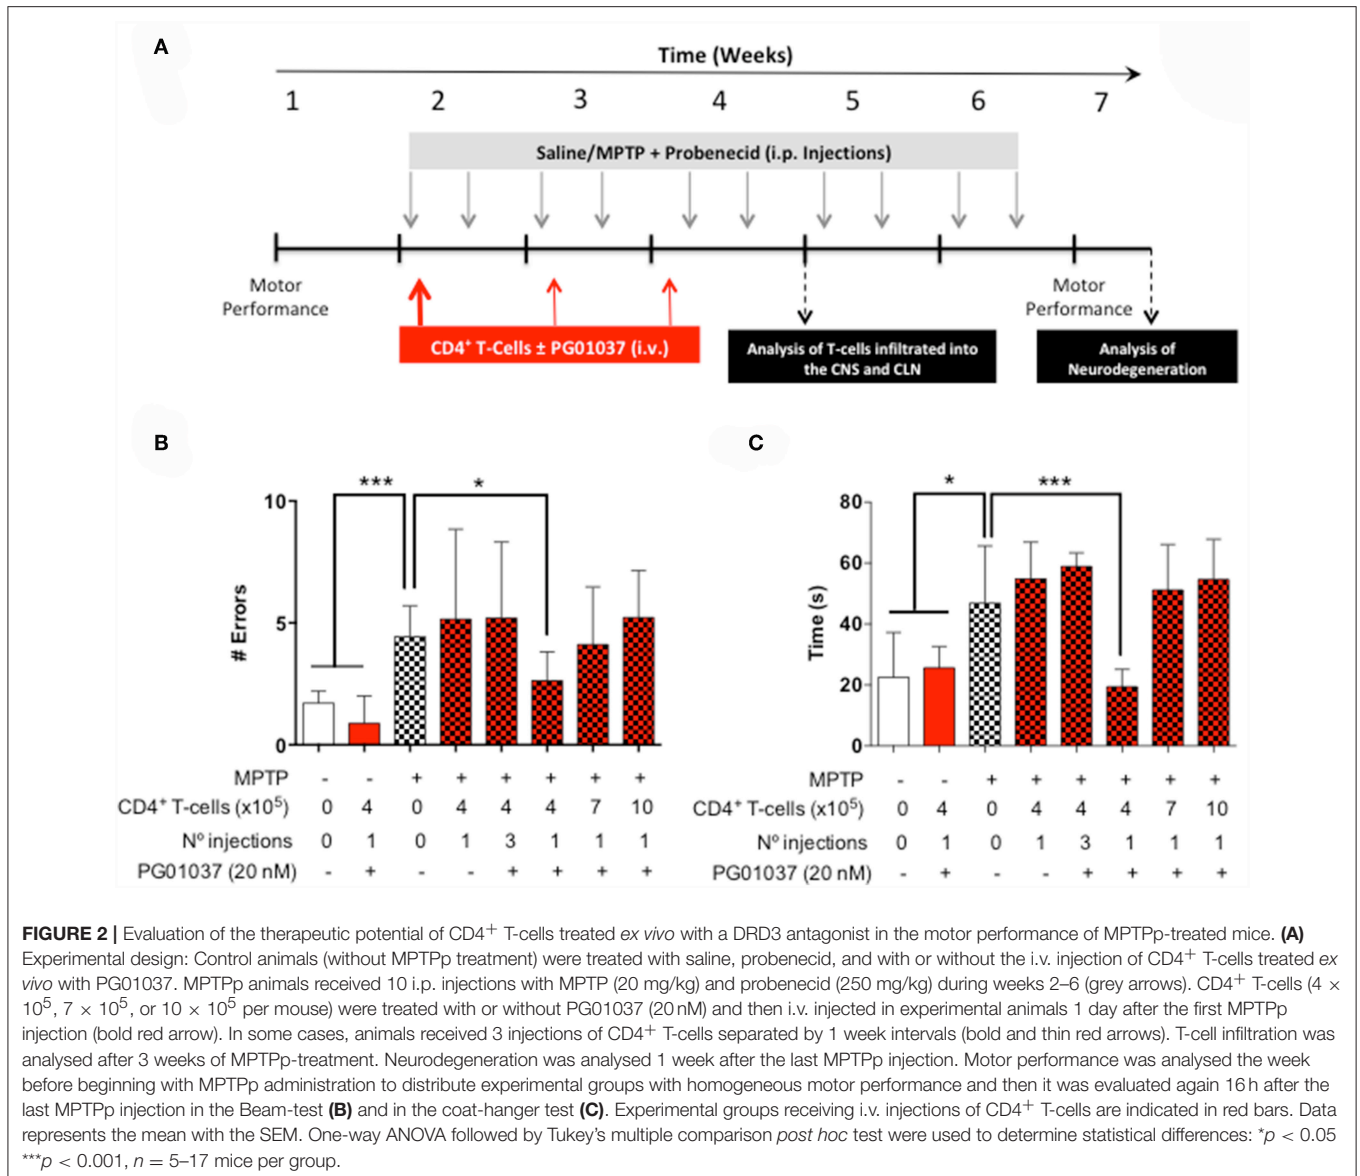 (A)
Time (Weeks)
1 2 3 4 5 6 7
Saline/MPTP + Probenecid (i.p. Injections)
Motor
Performance
Motor
Performance
CD4⁺ T-Cells ± PG01037 (i.v.)
Analysis of T-cells infiltrated into
the CNS and CLN
Analysis of
Neurodegeneration
(B)
# Errors
10
5
0
*** *
MPTP - - + + + + + +
CD4⁺ T-cells (x10⁵) 0 4 0 4 4 4 7 10
Nº injections 0 1 0 1 3 1 1 1
PG01037 (20 nM) - + - - + + + +
(C)
Time (s)
80
60
40
20
0
* ***
MPTP - - + + + + + +
CD4⁺ T-cells (x10⁵) 0 4 0 4 4 4 7 10
Nº injections 0 1 0 1 3 1 1 1
PG01037 (20 nM) - + - - + + + +
FIGURE 2 | Evaluation of the therapeutic potential of CD4⁺ T-cells treated ex vivo with a DRD3 antagonist in the motor performance of MPTPp-treated mice. (A)
Experimental design: Control animals (without MPTPp treatment) were treated with saline, probenecid, and with or without the i.v. injection of CD4⁺ T-cells treated ex
vivo with PG01037. MPTPp animals received 10 i.p. injections with MPTP (20 mg/kg) and probenecid (250 mg/kg) during weeks 2–6 (grey arrows). CD4⁺ T-cells (4 ×
10⁵, 7 × 10⁵, or 10 × 10⁵ per mouse) were treated with or without PG01037 (20 nM) and then i.v. injected in experimental animals 1 day after the first MPTPp
injection (bold red arrow). In some cases, animals received 3 injections of CD4⁺ T-cells separated by 1 week intervals (bold and thin red arrows). T-cell infiltration was
analysed after 3 weeks of MPTPp-treatment. Neurodegeneration was analysed 1 week after the last MPTPp injection. Motor performance was analysed the week
before beginning with MPTPp administration to distribute experimental groups with homogeneous motor performance and then it was evaluated again 16 h after the
last MPTPp injection in the Beam-test (B) and in the coat-hanger test (C). Experimental groups receiving i.v. injections of CD4⁺ T-cells are indicated in red bars. Data
represents the mean with the SEM. One-way ANOVA followed by Tukey's multiple comparison post hoc test were used to determine statistical differences: *p < 0.05
***p < 0.001, n = 5–17 mice per group.